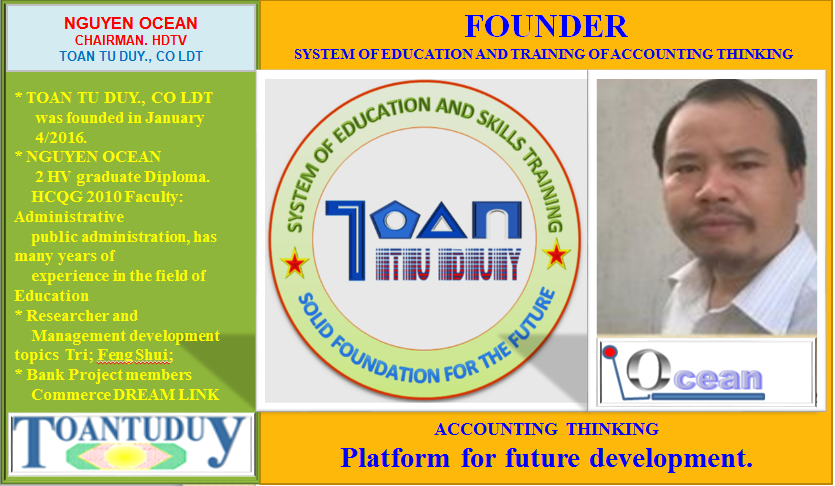 NGUYEN OCEAN
CHAIRMAN. HDTV
TOAN TU DUY., CO LDT
FOUNDER
SYSTEM OF EDUCATION AND TRAINING OF ACCOUNTING THINKING
* TOAN TU DUY., CO LDT
was founded in January
4/2016.
* NGUYEN OCEAN
2 HV graduate Diploma.
HCQG 2010 Faculty:
Administrative
public administration, has
many years of
experience in the field of
Education
* Researcher and
Management development
topics Tri; Feng Shui;
* Bank Project members
Commerce DREAM LINK
TOANTUDUY
SYSTEM OF EDUCATION AND SKILLS TRAINING
TOAN
TU DUY
SOLID FOUNDATION FOR THE FUTURE
iOcean
ACCOUNTING THINKING
Platform for future development.